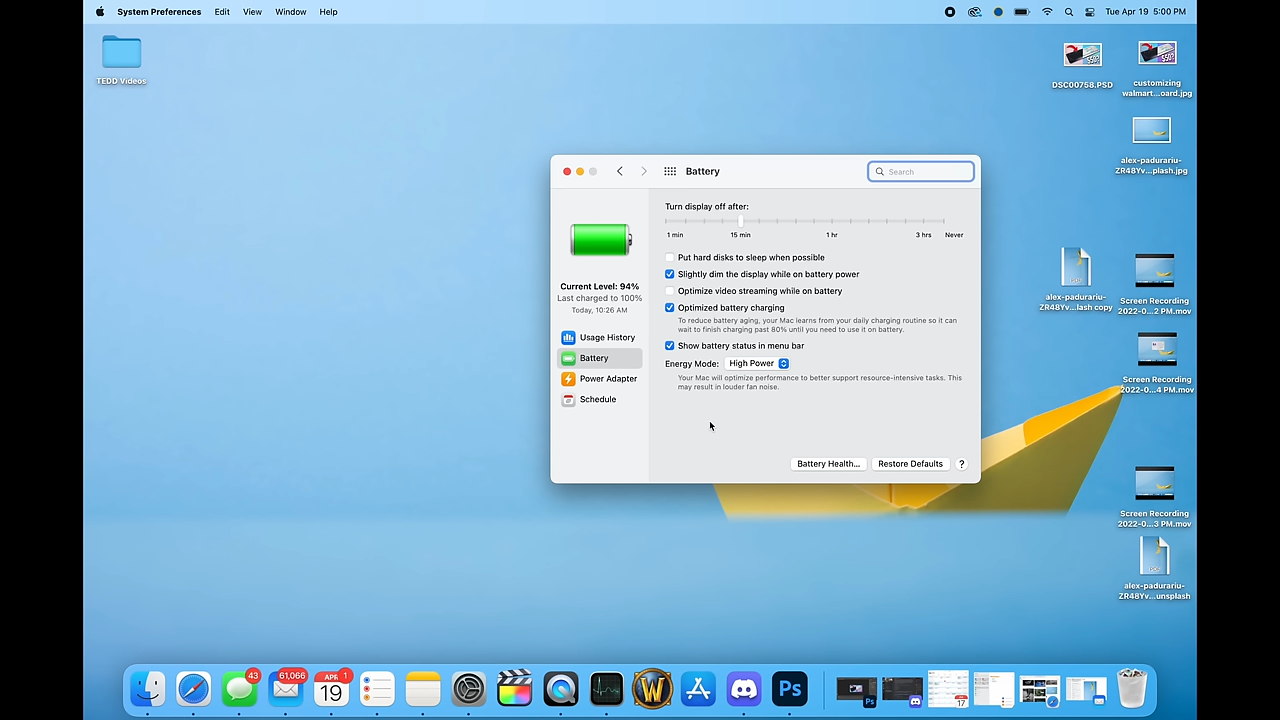 System Preferences Edit View Window Help
Tue Apr 19 5:00 PM
TEDD Videos
DSC00758.PSD
customizing
walmart...oard.jpg
alex-padurariu-
ZR48Yv...plash.jpg
alex-padurariu-
ZR48Yv...lash copy
Screen Recording
2022-0...2 PM.mov
Screen Recording
2022-0...4 PM.mov
Screen Recording
2022-0...3 PM.mov
alex-padurariu-
ZR48Yv...unsplash
Battery
Search
Current Level: 94%
Last charged to 100%
Today, 10:26 AM
Usage History
Battery
Power Adapter
Schedule
Turn display off after:
1 min 15 min 1 hr 3 hrs Never
Put hard disks to sleep when possible
Slightly dim the display while on battery power
Optimize video streaming while on battery
Optimized battery charging
To reduce battery aging, your Mac learns from your daily charging routine so it can
wait to finish charging past 80% until you need to use it on battery.
Show battery status in menu bar
Energy Mode: High Power
Your Mac will optimize performance to better support resource-intensive tasks. This
may result in louder fan noise.
Battery Health... Restore Defaults ?
43
61,066
APR 1
19
W
Ps
Ps
17